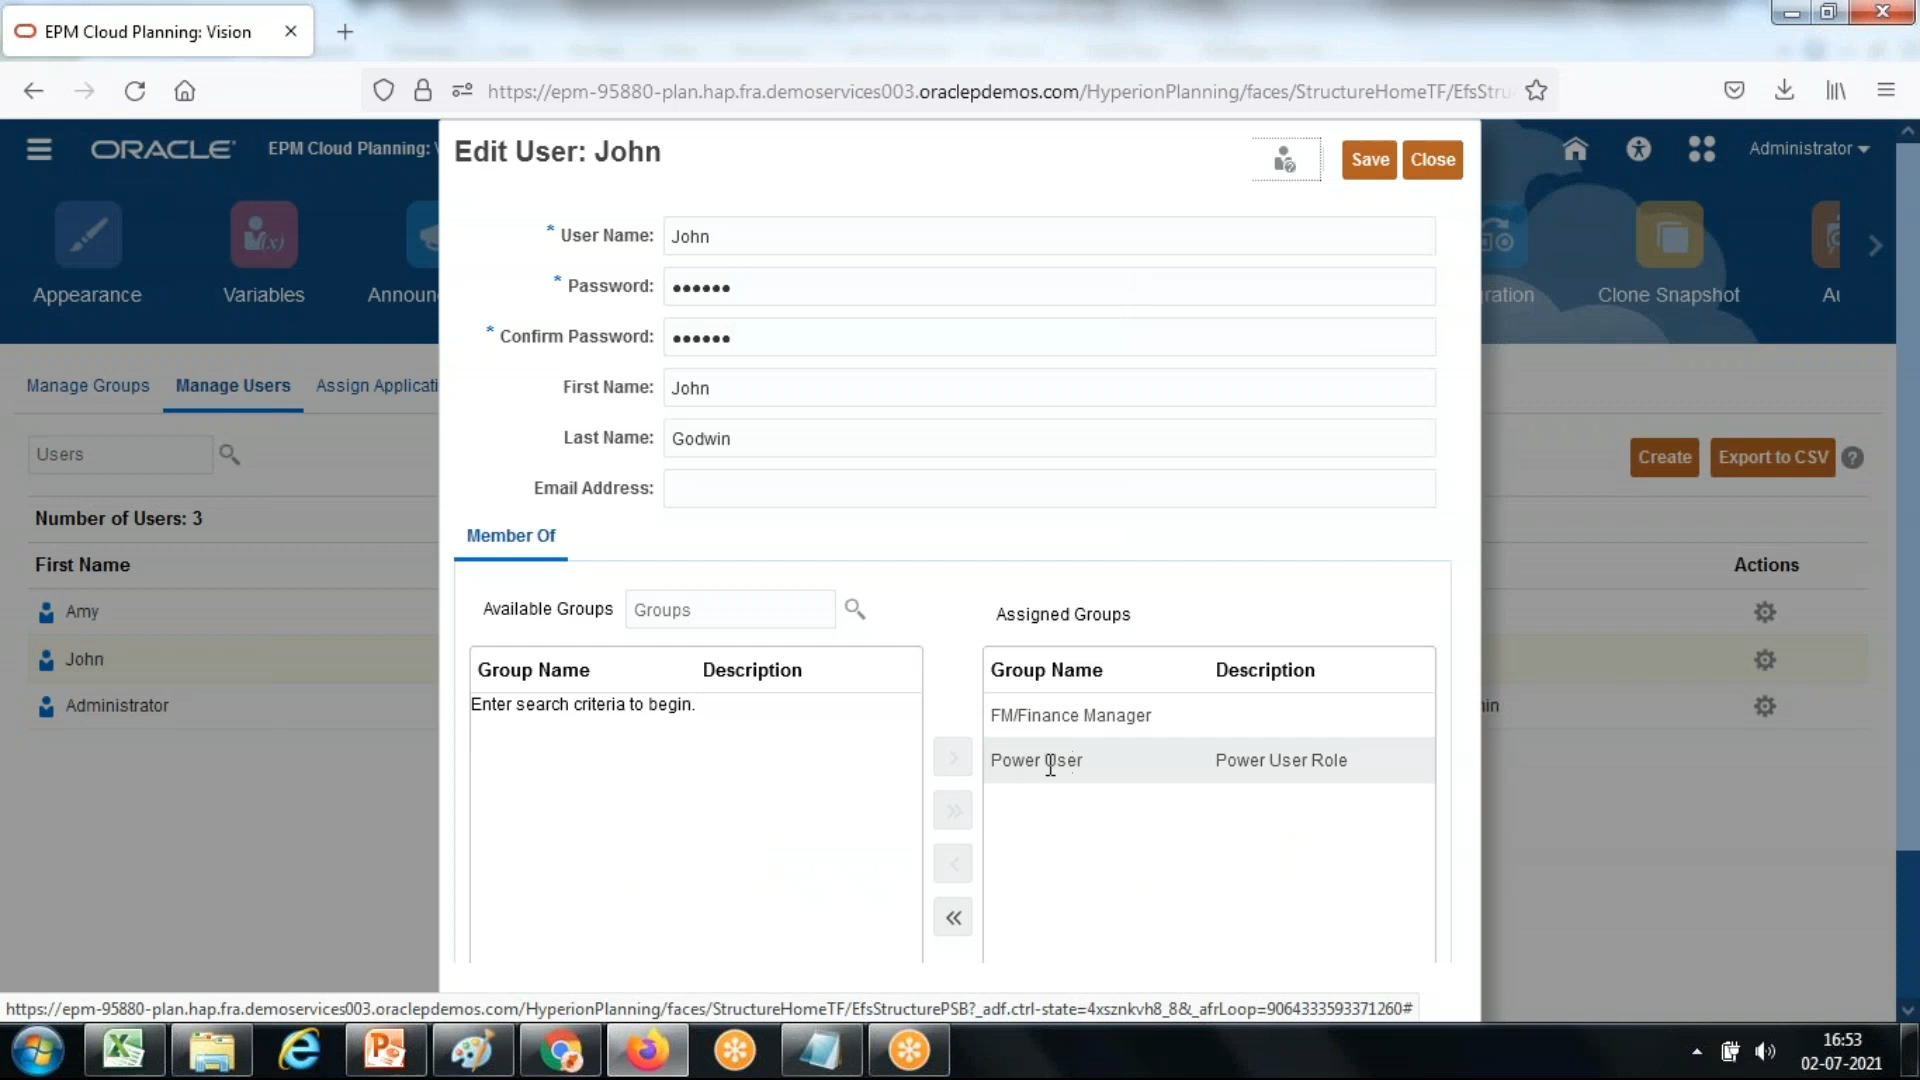 EPM Cloud Planning: Vision
https://epm-95880-plan.hap.fra.demoservices003.oraclepdemos.com/HyperionPlanning/faces/StructureHomeTF/EfsStru
ORACLE
EPM Cloud Planning: V
Administrator
Edit User: John
Save
Close
Appearance
Variables
Announ
ration
Clone Snapshot
Au
* User Name: John
* Password: ••••••
* Confirm Password: ••••••
First Name: John
Last Name: Godwin
Email Address:
Manage Groups
Manage Users
Assign Applicati
Users
Create
Export to CSV
Number of Users: 3
First Name
Actions
Amy
John
Administrator
in
Member Of
Available Groups
Groups
Assigned Groups
Group Name Description
Enter search criteria to begin.
Group Name Description
FM/Finance Manager
Power User Power User Role
https://epm-95880-plan.hap.fra.demoservices003.oraclepdemos.com/HyperionPlanning/faces/StructureHomeTF/EfsStructurePSB?_adf.ctrl-state=4xsznkvh8_8&_afrLoop=9064333593371260#
16:53
02-07-2021